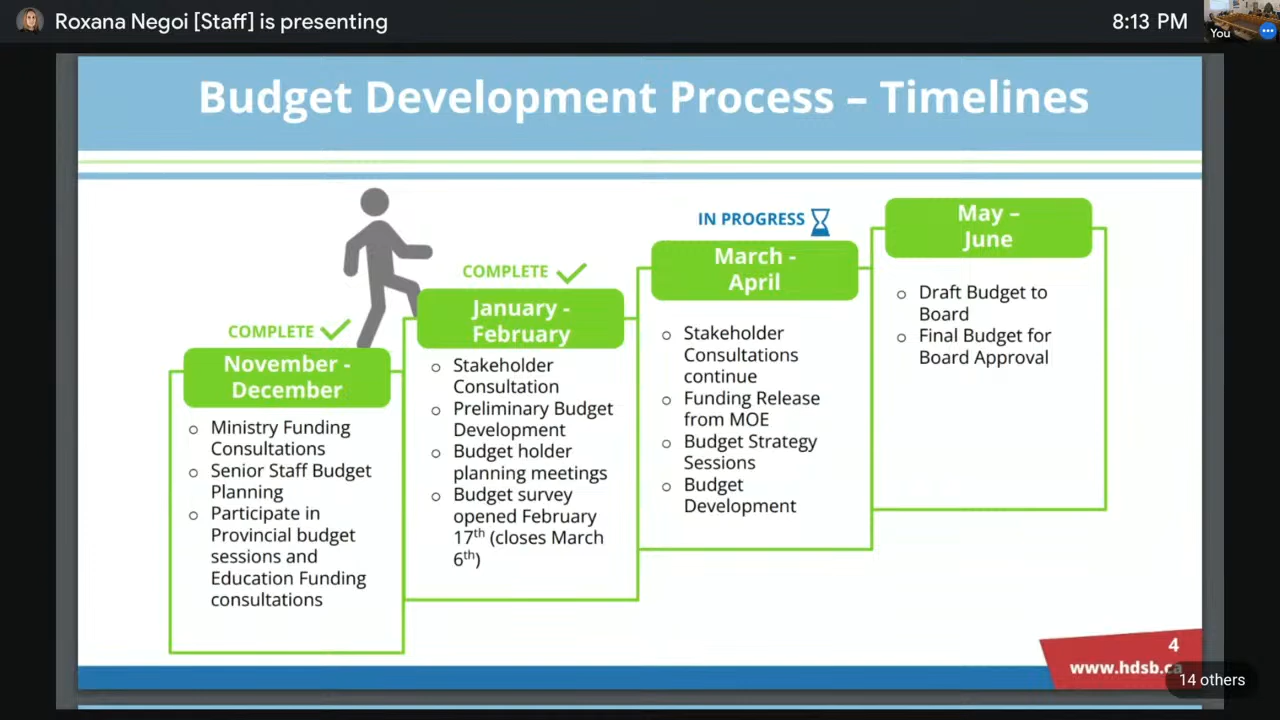 Roxana Negoi [Staff] is presenting
8:13 PM
You
Budget Development Process – Timelines
COMPLETE
November -
December
Ministry Funding
Consultations
Senior Staff Budget
Planning
Participate in
Provincial budget
sessions and
Education Funding
consultations
COMPLETE
January -
February
Stakeholder
Consultation
Preliminary Budget
Development
Budget holder
planning meetings
Budget survey
opened February
17th (closes March
6th)
IN PROGRESS
March -
April
Stakeholder
Consultations
continue
Funding Release
from MOE
Budget Strategy
Sessions
Budget
Development
May –
June
Draft Budget to
Board
Final Budget for
Board Approval
4
www.hdsb.ca
14 others